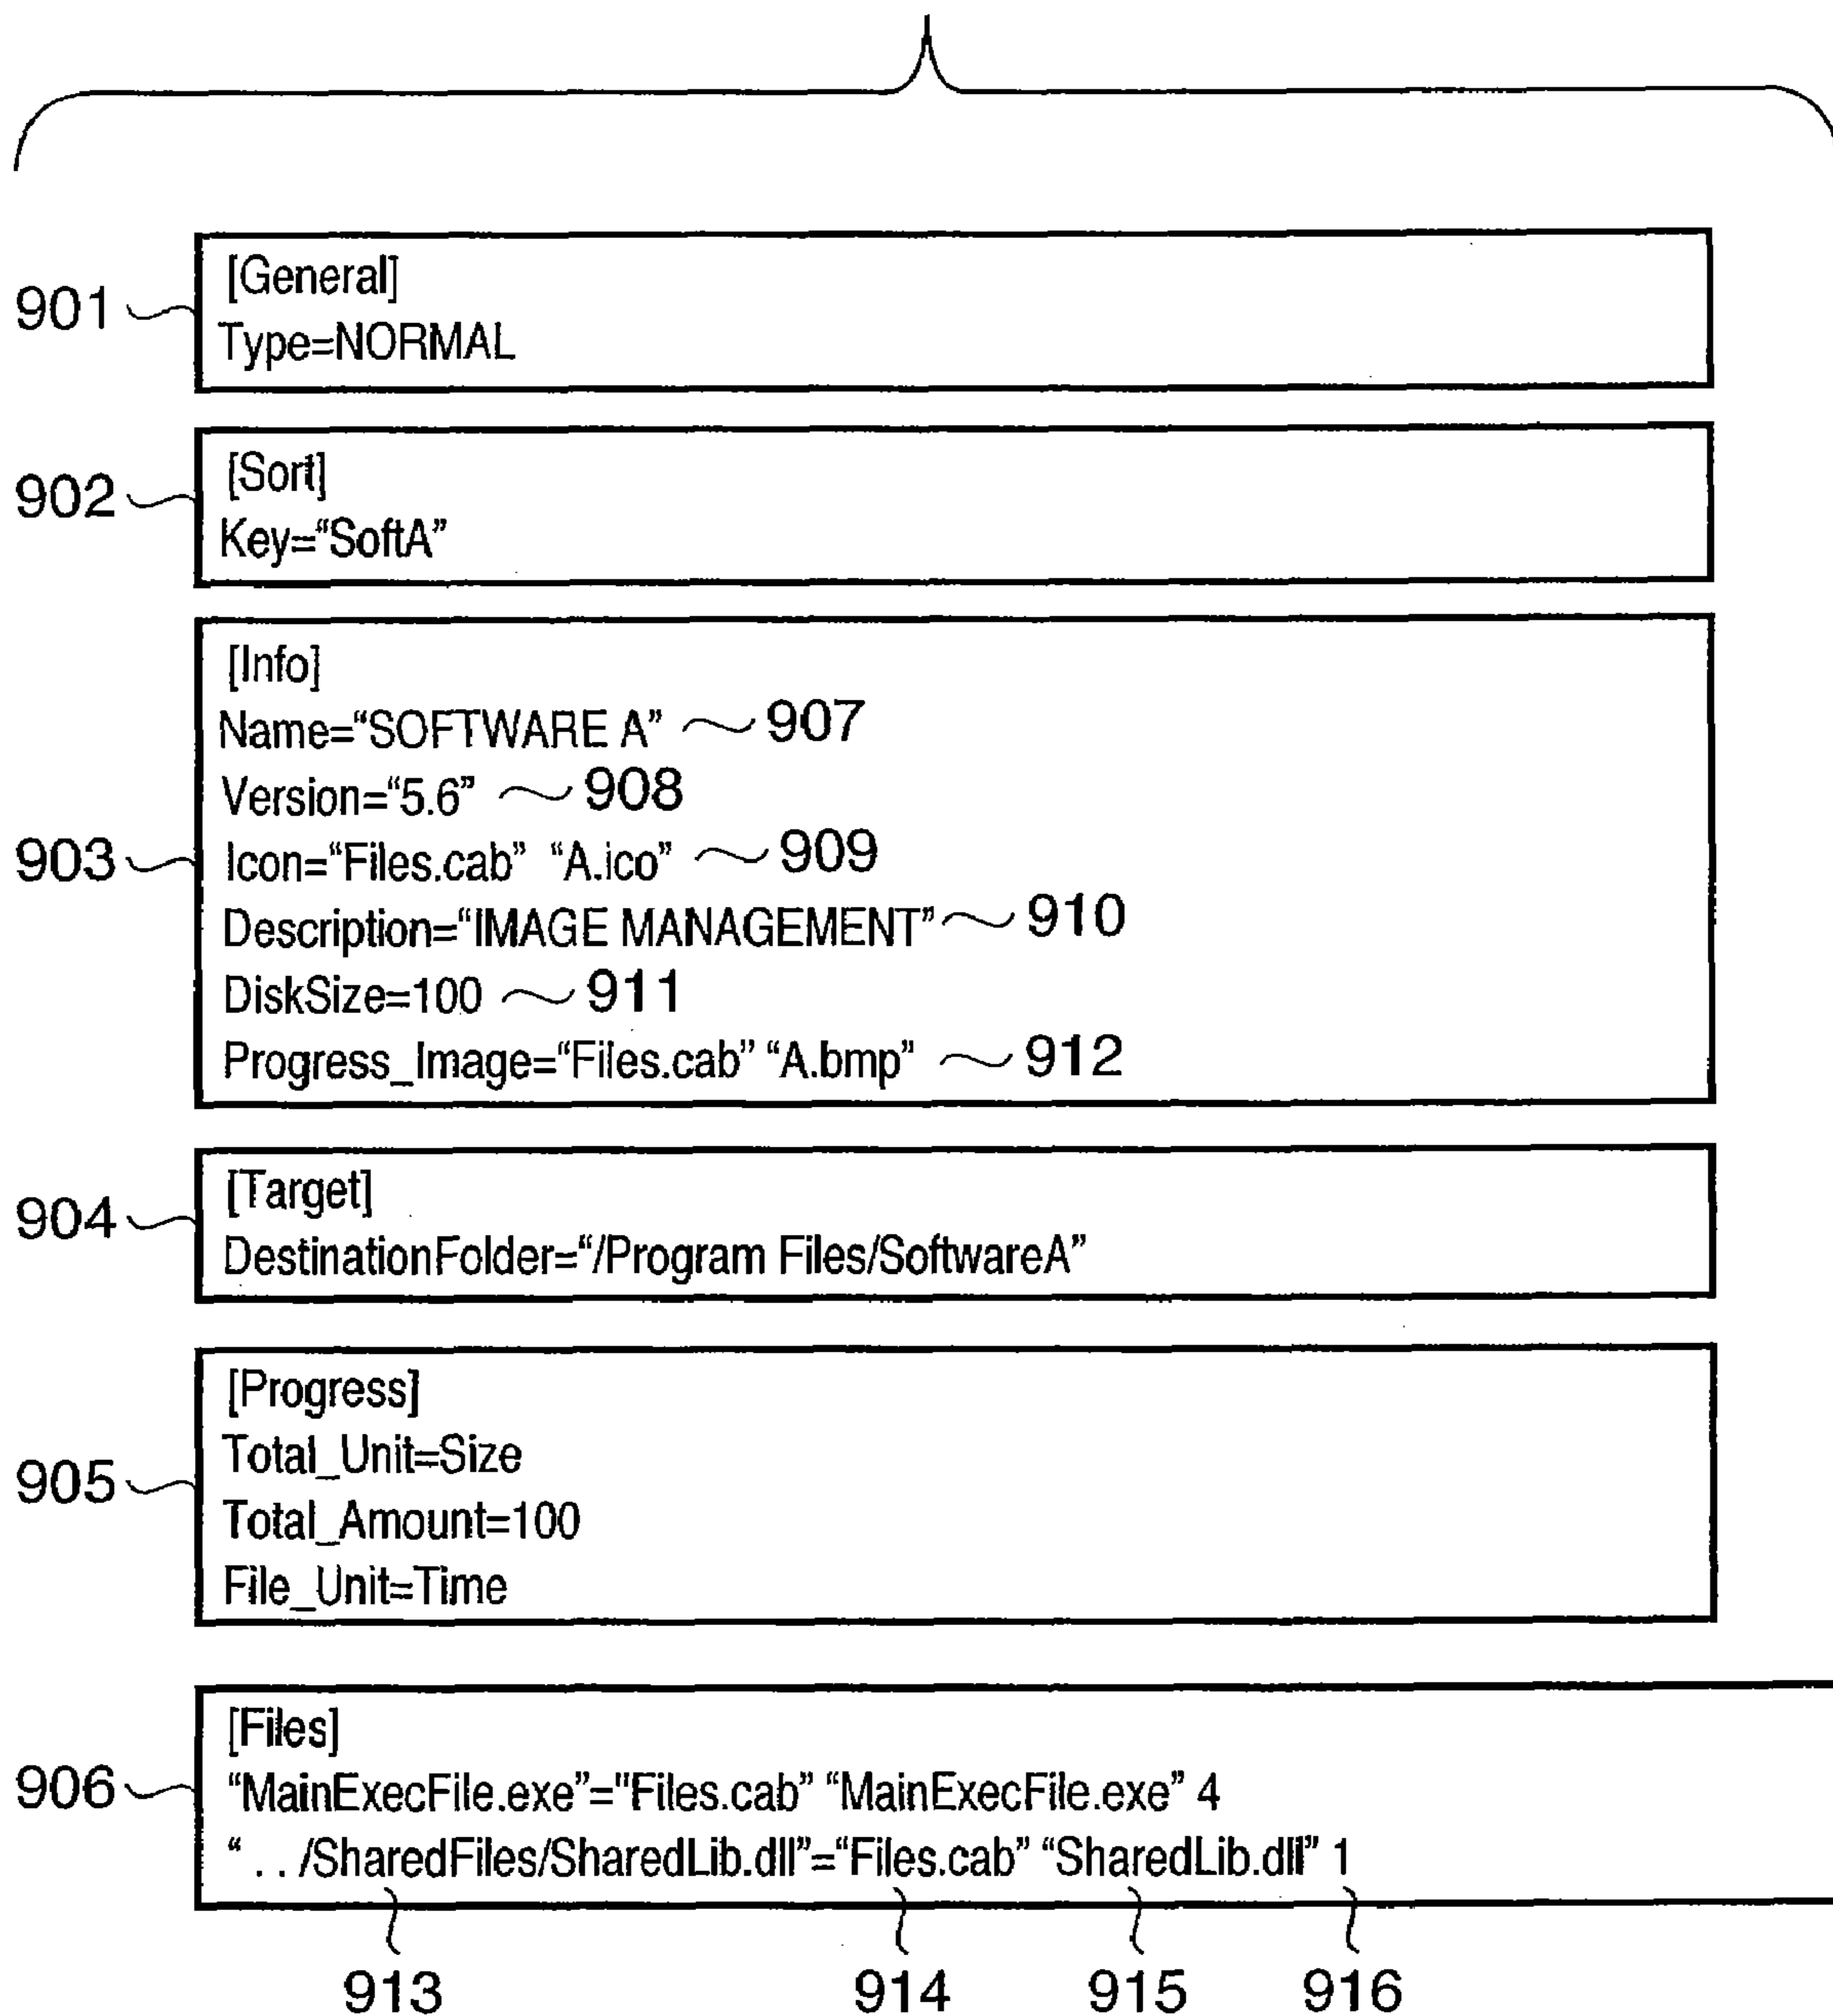 901
[General]
Type=NORMAL
902
[Sort]
Key=“SoftA”
903
[Info]
Name=“SOFTWARE A” 907
Version=“5.6” 908
Icon=“Files.cab” “A.ico” 909
Description=“IMAGE MANAGEMENT” 910
DiskSize=100 911
Progress_Image=“Files.cab” “A.bmp” 912
904
[Target]
DestinationFolder=“/Program Files/SoftwareA”
905
[Progress]
Total_Unit=Size
Total_Amount=100
File_Unit=Time
906
[Files]
“MainExecFile.exe”="Files.cab” “MainExecFile.exe” 4
“ . . /SharedFiles/SharedLib.dll”=“Files.cab” “SharedLib.dll” 1
913 914 915 916